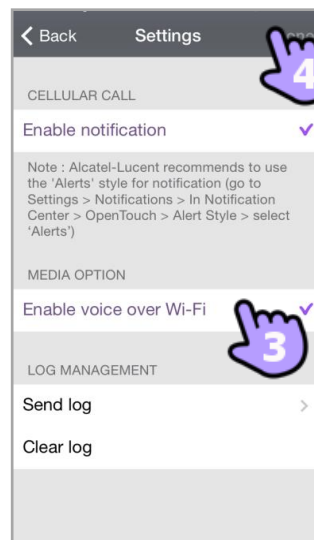 Back
Settings
4
CELLULAR CALL
Enable notification
Note : Alcatel-Lucent recommends to use
the 'Alerts' style for notification (go to
Settings > Notifications > In Notification
Center > OpenTouch > Alert Style > select
'Alerts')
MEDIA OPTION
Enable voice over Wi-Fi
3
LOG MANAGEMENT
Send log
Clear log